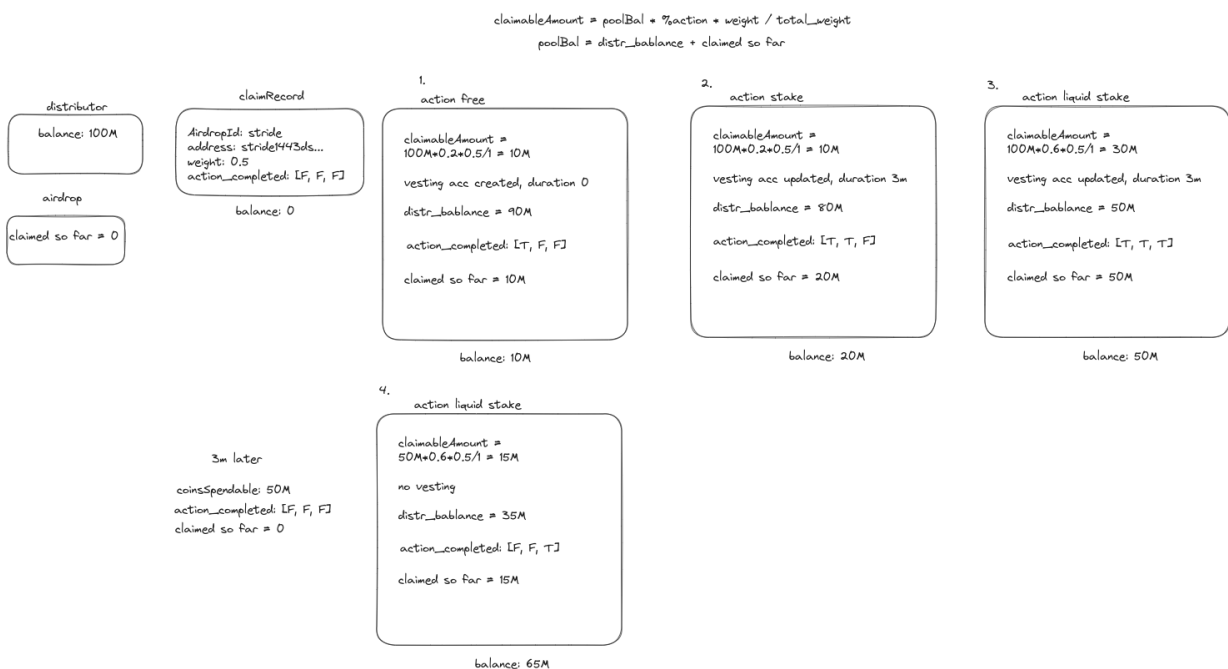 claimableAmount = poolBal * %action * weight / total_weight
poolBal = distr_bablance + claimed so far
distributor
balance: 100M
airdrop
claimed so far = 0
claimRecord
AirdropId: stride
address: stride1443ds...
weight: 0.5
action_completed: [F, F, F]
balance: 0
1.
action free
claimableAmount =
100M*0.2*0.5/1 = 10M
vesting acc created, duration 0
distr_bablance = 90M
action_completed: [T, F, F]
claimed so far = 10M
balance: 10M
2.
action stake
claimableAmount =
100M*0.2*0.5/1 = 10M
vesting acc updated, duration 3m
distr_bablance = 80M
action_completed: [T, T, F]
claimed so far = 20M
balance: 20M
3.
action liquid stake
claimableAmount =
100M*0.6*0.5/1 = 30M
vesting acc updated, duration 3m
distr_bablance = 50M
action_completed: [T, T, T]
claimed so far = 50M
balance: 50M
3m later
coinsSpendable: 50M
action_completed: [F, F, F]
claimed so far = 0
4.
action liquid stake
claimableAmount =
50M*0.6*0.5/1 = 15M
no vesting
distr_bablance = 35M
action_completed: [F, F, T]
claimed so far = 15M
balance: 65M